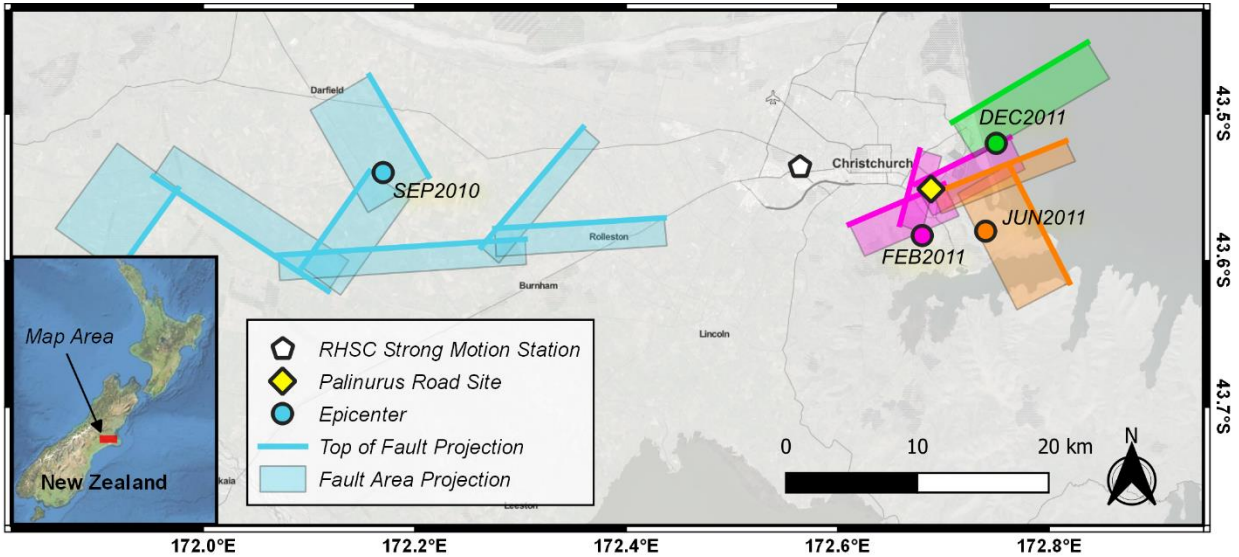 Darfield
DEC2011
43.5°S
Christchurch
SEP2010
JUN2011
Rolleston
FEB2011
43.6°S
Burnham
Map Area
Lincoln
RHSC Strong Motion Station
Palinurus Road Site
Epicenter
43.7°S
Top of Fault Projection
0 10 20 km
N
New Zealand
Fault Area Projection
kaia
Leeston
172.0°E 172.2°E 172.4°E 172.6°E 172.8°E